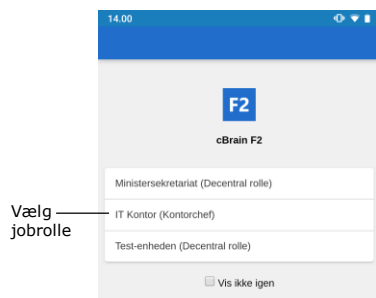 14.00
F2
cBrain F2
Ministersekretariat (Decentral rolle)
Vælg
jobrolle
IT Kontor (Kontorchef)
Test-enheden (Decentral rolle)
Vis ikke igen